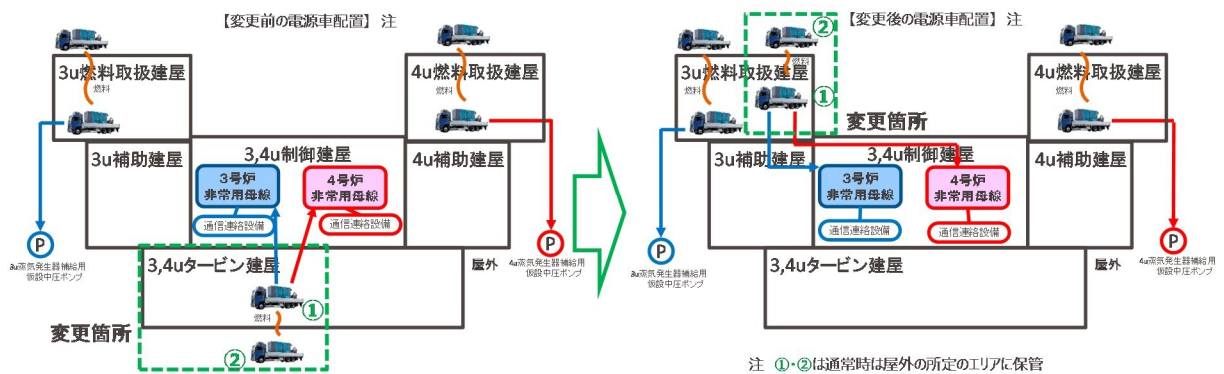 【変更前の電源車配置】 注
3u燃料取扱建屋
燃料
4u燃料取扱建屋
燃料
3u補助建屋
3,4u制御建屋
4u補助建屋
3号炉
非常用母線
4号炉
非常用母線
通信連絡設備
通信連絡設備
P
3u蒸気発生器補給用
仮設中圧ポンプ
P
4u蒸気発生器補給用
仮設中圧ポンプ
3,4uタービン建屋
屋外
①
燃料
変更箇所
②
【変更後の電源車配置】 注
②
3u燃料取扱建屋
燃料
燃料
①
4u燃料取扱建屋
燃料
変更箇所
3u補助建屋
3,4u制御建屋
4u補助建屋
3号炉
非常用母線
4号炉
非常用母線
通信連絡設備
通信連絡設備
P
3u蒸気発生器補給用
仮設中圧ポンプ
P
4u蒸気発生器補給用
仮設中圧ポンプ
3,4uタービン建屋
屋外
注 ①・②は通常時は屋外の所定のエリアに保管